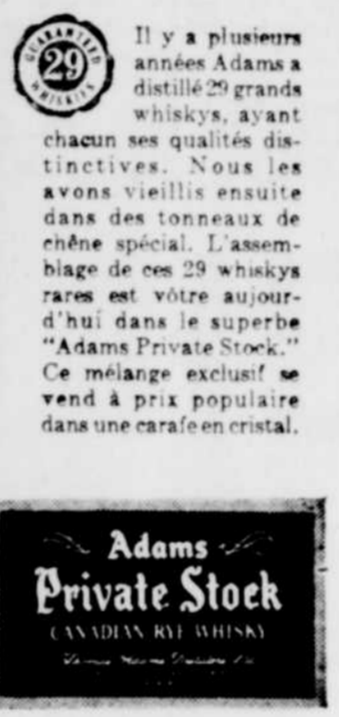 GUARANTEED
29
WHISKIES
Il y a plusieurs
années Adams a
distillé 29 grands
whiskys, ayant
chacun ses qualités dis-
tinctives. Nous les
avons vieillis ensuite
dans des tonneaux de
chêne spécial. L'assem-
blage de ces 29 whiskys
rares est vôtre aujour-
d'hui dans le superbe
"Adams Private Stock."
Ce mélange exclusif se
vend à prix populaire
dans une carafe en cristal.
Adams
Private Stock
CANADIAN RYE WHISKY